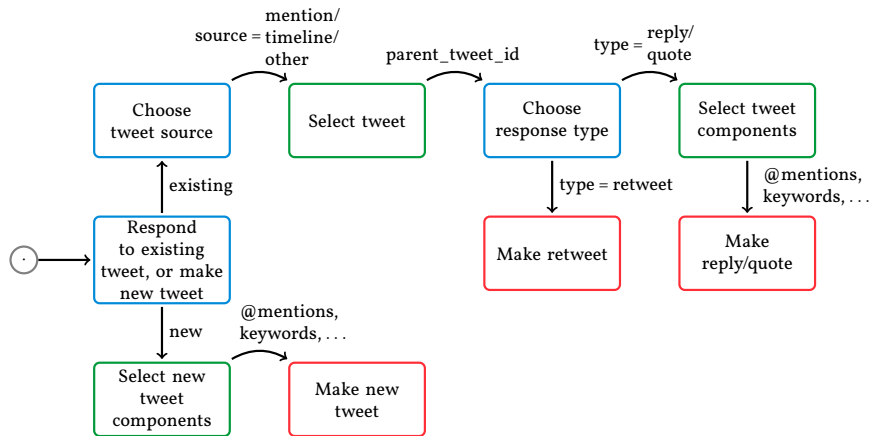 mention/
source = timeline/
other
parent_tweet_id
type = reply/
quote
Choose
tweet source
Select tweet
Choose
response type
Select tweet
components
existing
type = retweet
@mentions,
keywords, . . .
Respond
to existing
tweet, or make
new tweet
Make retweet
Make
reply/quote
new
@mentions,
keywords, . . .
Select new
tweet
components
Make new
tweet